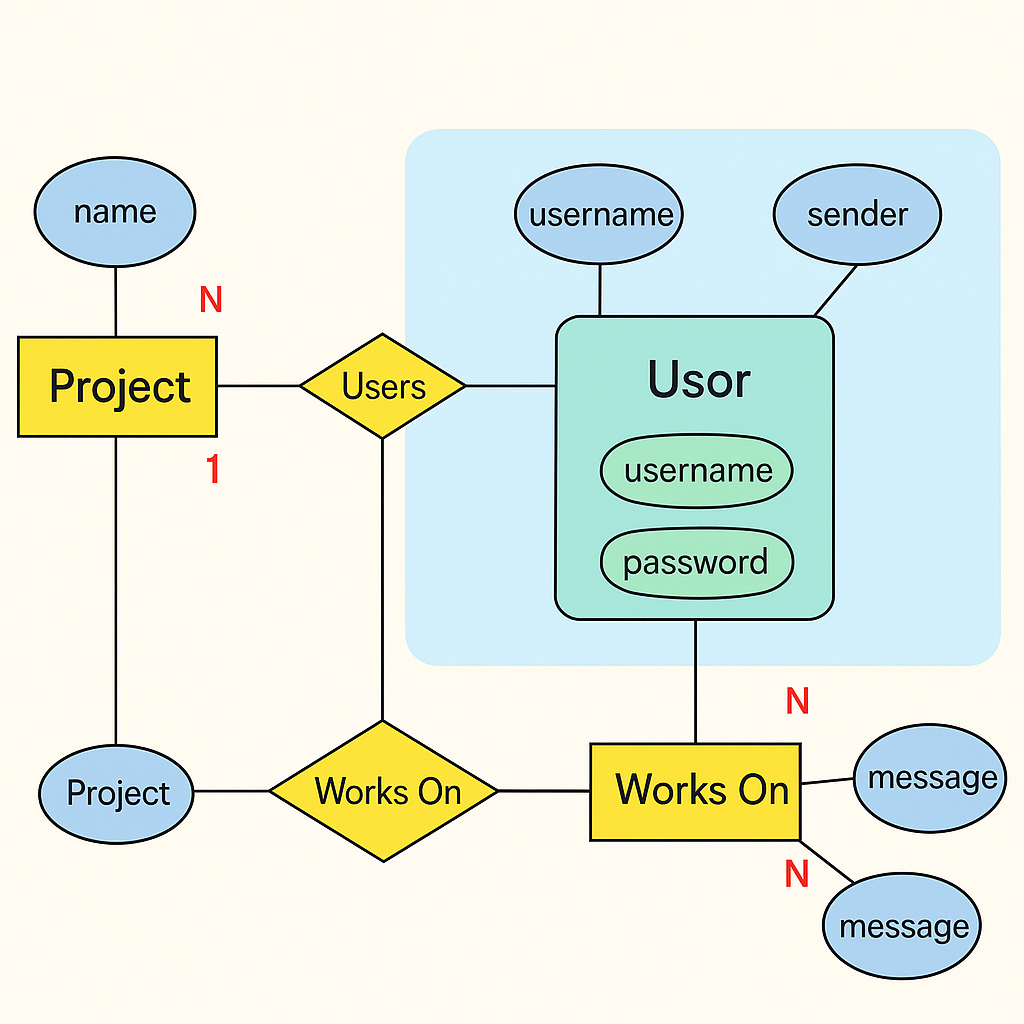 name
username
sender
N
Project
Users
Usor
1
username
password
N
Project
Works On
Works On
message
N
message